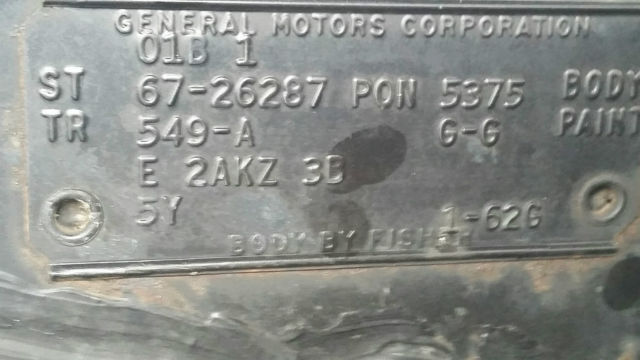 GENERAL MOTORS CORPORATION
01B 1
ST 67-26287 PON 5375 BODY
TR 549-A G-G PAINT
E 2AKZ 3B
5Y 1-62G
BODY BY FISHER